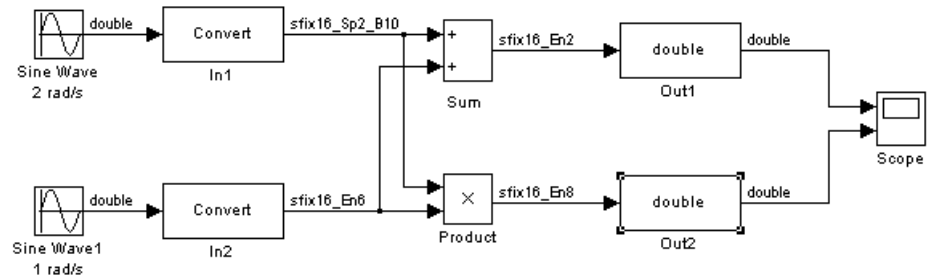 double
Convert
sfix16_Sp2_B10
+
+
sfix16_En2
double
double
Sine Wave
2 rad/s
In1
Sum
Out1
Scope
double
Convert
sfix16_En6
×
sfix16_En8
double
double
Sine Wave1
1 rad/s
In2
Product
Out2